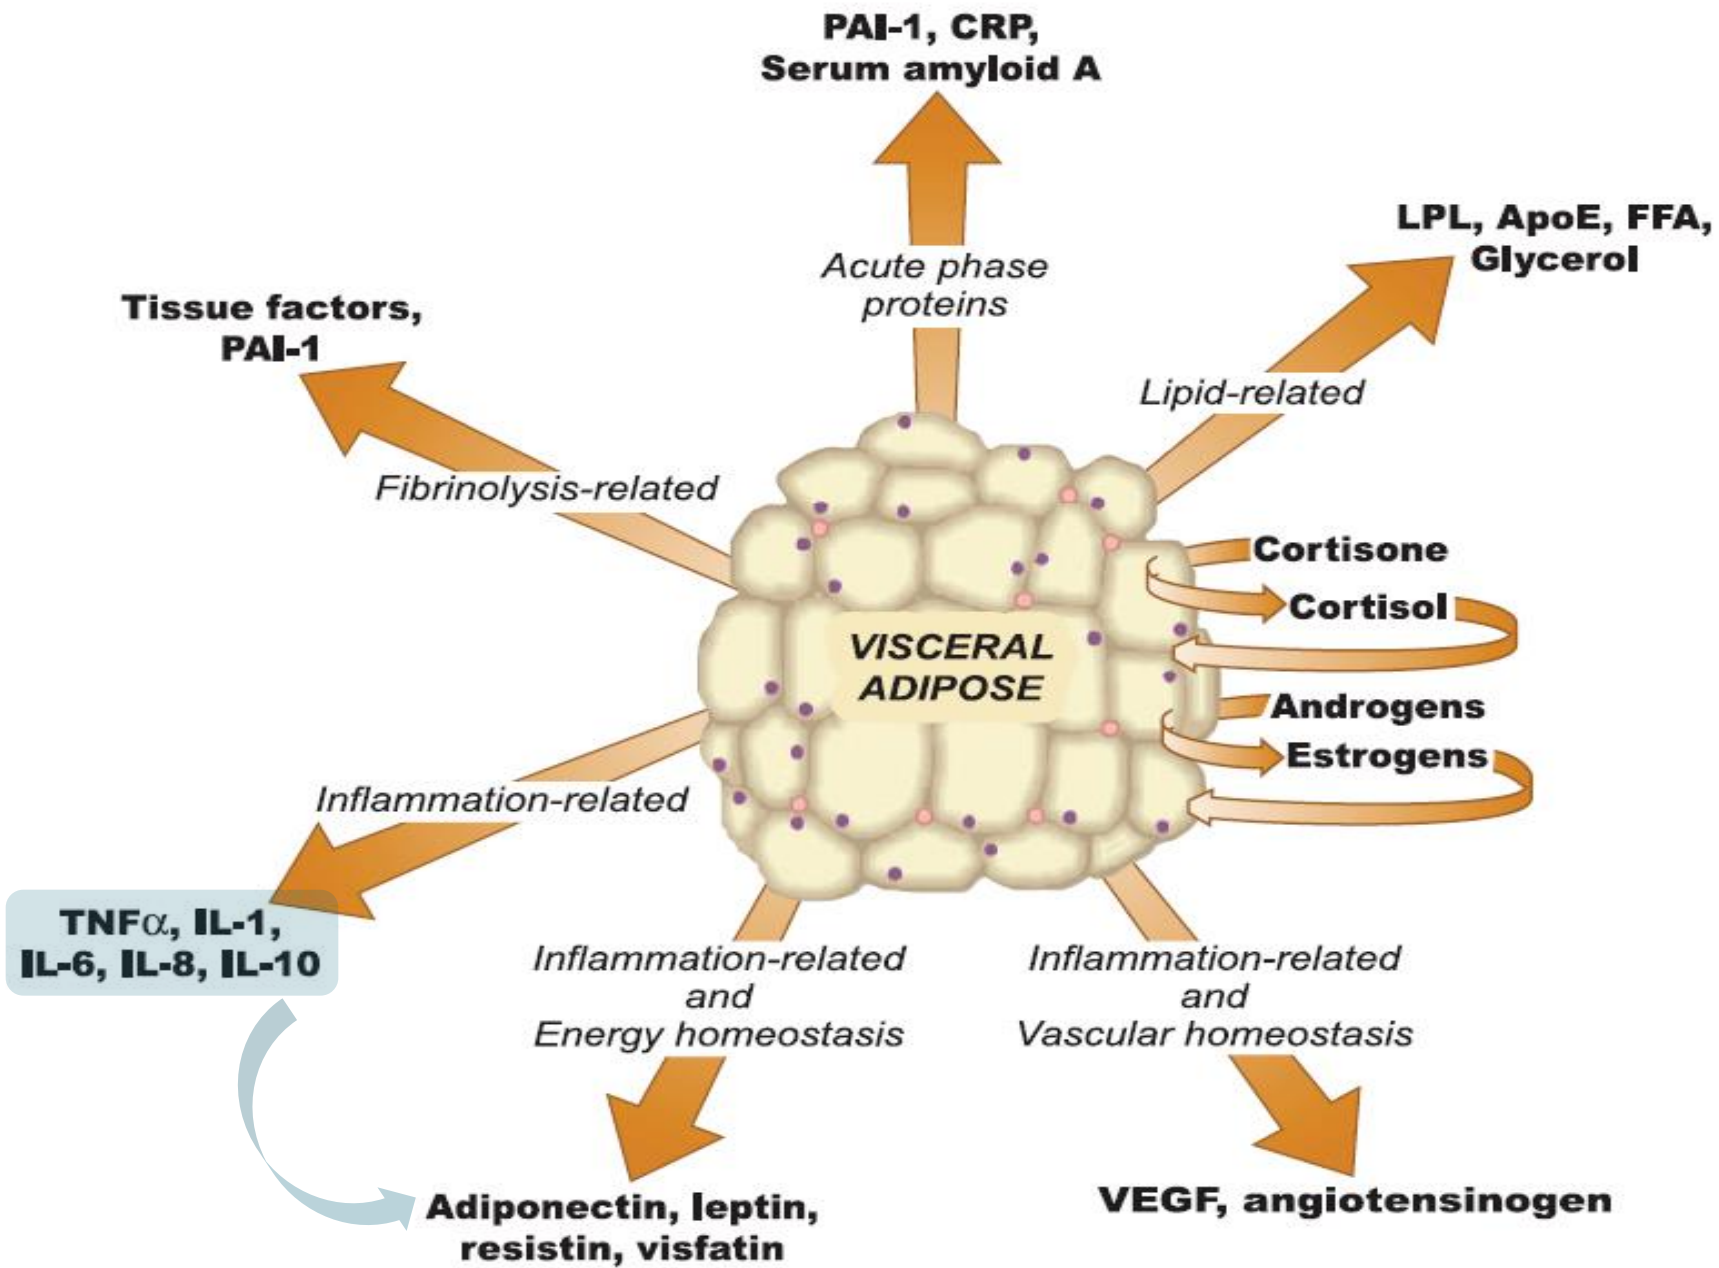 PAI-1, CRP,
Serum amyloid A
Acute phase
proteins
LPL, ApoE, FFA,
Glycerol
Lipid-related
Tissue factors,
PAI-1
Fibrinolysis-related
Cortisone
Cortisol
VISCERAL
ADIPOSE
Androgens
Estrogens
Inflammation-related
TNFα, IL-1,
IL-6, IL-8, IL-10
Inflammation-related
and
Energy homeostasis
Adiponectin, leptin,
resistin, visfatin
Inflammation-related
and
Vascular homeostasis
VEGF, angiotensinogen